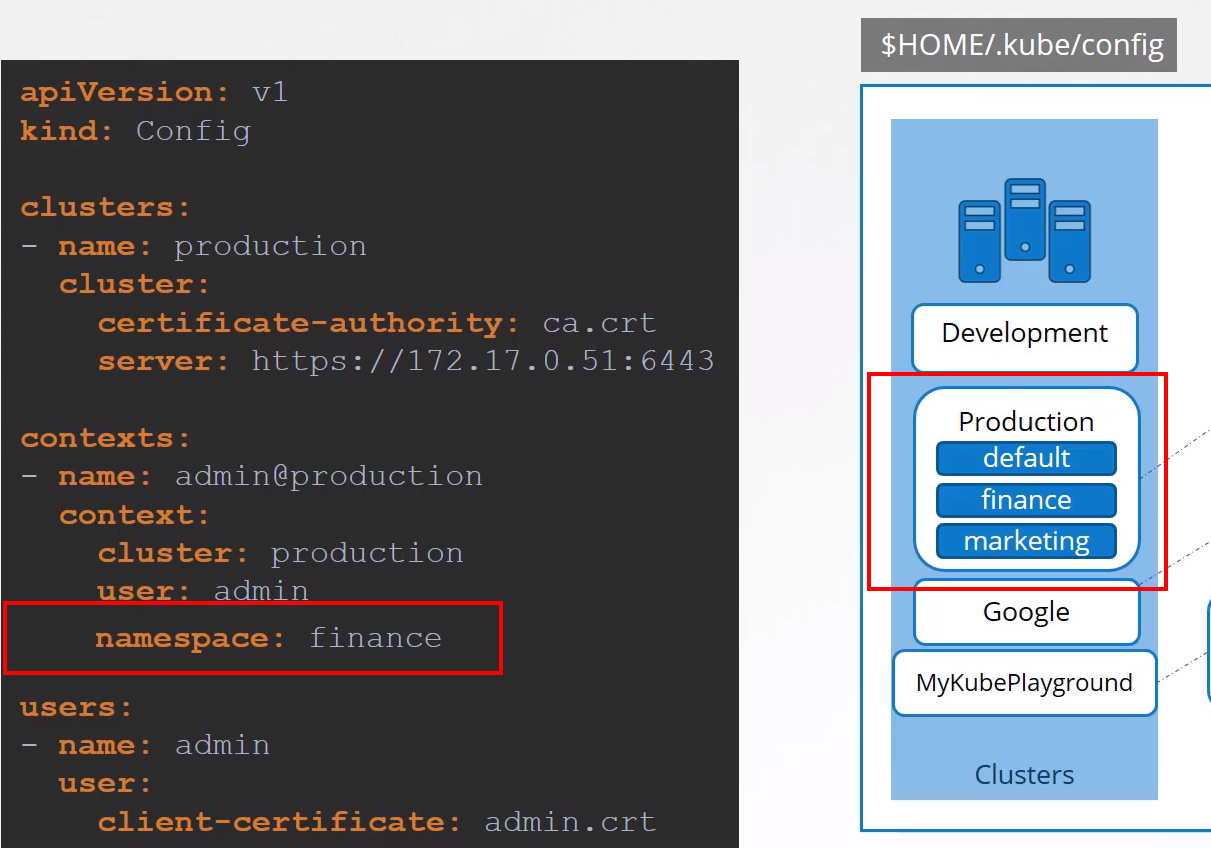 $HOME/.kube/config
apiVersion: v1
kind: Config
clusters:
- name: production
cluster:
certificate-authority: ca.crt
server: https://172.17.0.51:6443
contexts:
- name: admin@production
context:
cluster: production
user: admin
namespace: finance
users:
- name: admin
user:
client-certificate: admin.crt
Development
Production
default
finance
marketing
Google
MyKubePlayground
Clusters